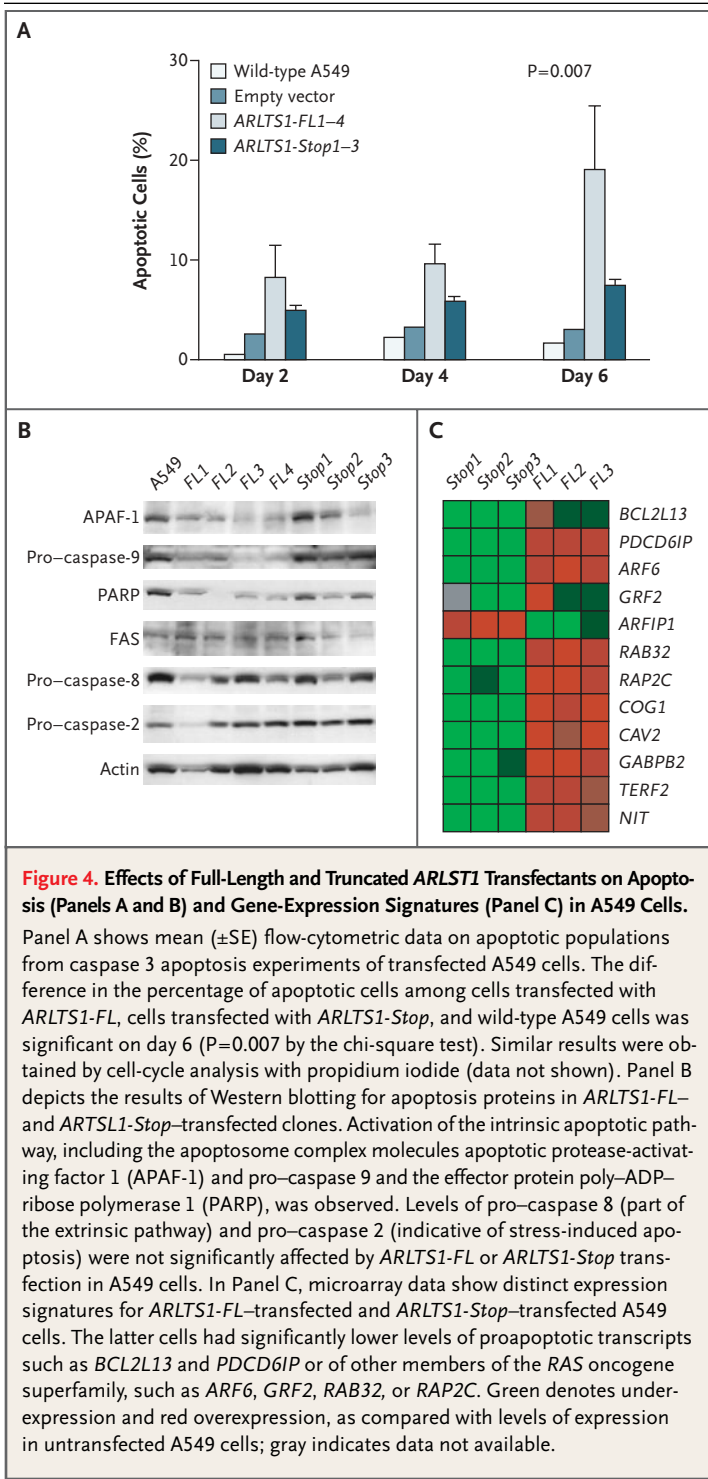 A
30
20
10
0
Apoptotic Cells (%)
Wild-type A549
Empty vector
ARLTS1-FL1–4
ARLTS1-Stop1–3
P=0.007
Day 2
Day 4
Day 6
B
A549
FL1
FL2
FL3
FL4
Stop1
Stop2
Stop3
APAF-1
Pro–caspase-9
PARP
FAS
Pro–caspase-8
Pro–caspase-2
Actin
C
Stop1
Stop2
Stop3
FL1
FL2
FL3
BCL2L13
PDCD6IP
ARF6
GRF2
ARFIP1
RAB32
RAP2C
COG1
CAV2
GABPB2
TERF2
NIT
Figure 4. Effects of Full-Length and Truncated ARLST1 Transfectants on Apopto-
sis (Panels A and B) and Gene-Expression Signatures (Panel C) in A549 Cells.
Panel A shows mean (±SE) flow-cytometric data on apoptotic populations
from caspase 3 apoptosis experiments of transfected A549 cells. The dif-
ference in the percentage of apoptotic cells among cells transfected with
ARLTS1-FL, cells transfected with ARLTS1-Stop, and wild-type A549 cells was
significant on day 6 (P=0.007 by the chi-square test). Similar results were ob-
tained by cell-cycle analysis with propidium iodide (data not shown). Panel B
depicts the results of Western blotting for apoptosis proteins in ARLTS1-FL–
and ARTSL1-Stop–transfected clones. Activation of the intrinsic apoptotic path-
way, including the apoptosome complex molecules apoptotic protease-activat-
ing factor 1 (APAF-1) and pro–caspase 9 and the effector protein poly–ADP–
ribose polymerase 1 (PARP), was observed. Levels of pro–caspase 8 (part of
the extrinsic pathway) and pro–caspase 2 (indicative of stress-induced apo-
ptosis) were not significantly affected by ARLTS1-FL or ARLTS1-Stop trans-
fection in A549 cells. In Panel C, microarray data show distinct expression
signatures for ARLTS1-FL–transfected and ARLTS1-Stop–transfected A549
cells. The latter cells had significantly lower levels of proapoptotic transcripts
such as BCL2L13 and PDCD6IP or of other members of the RAS oncogene
superfamily, such as ARF6, GRF2, RAB32, or RAP2C. Green denotes under-
expression and red overexpression, as compared with levels of expression
in untransfected A549 cells; gray indicates data not available.